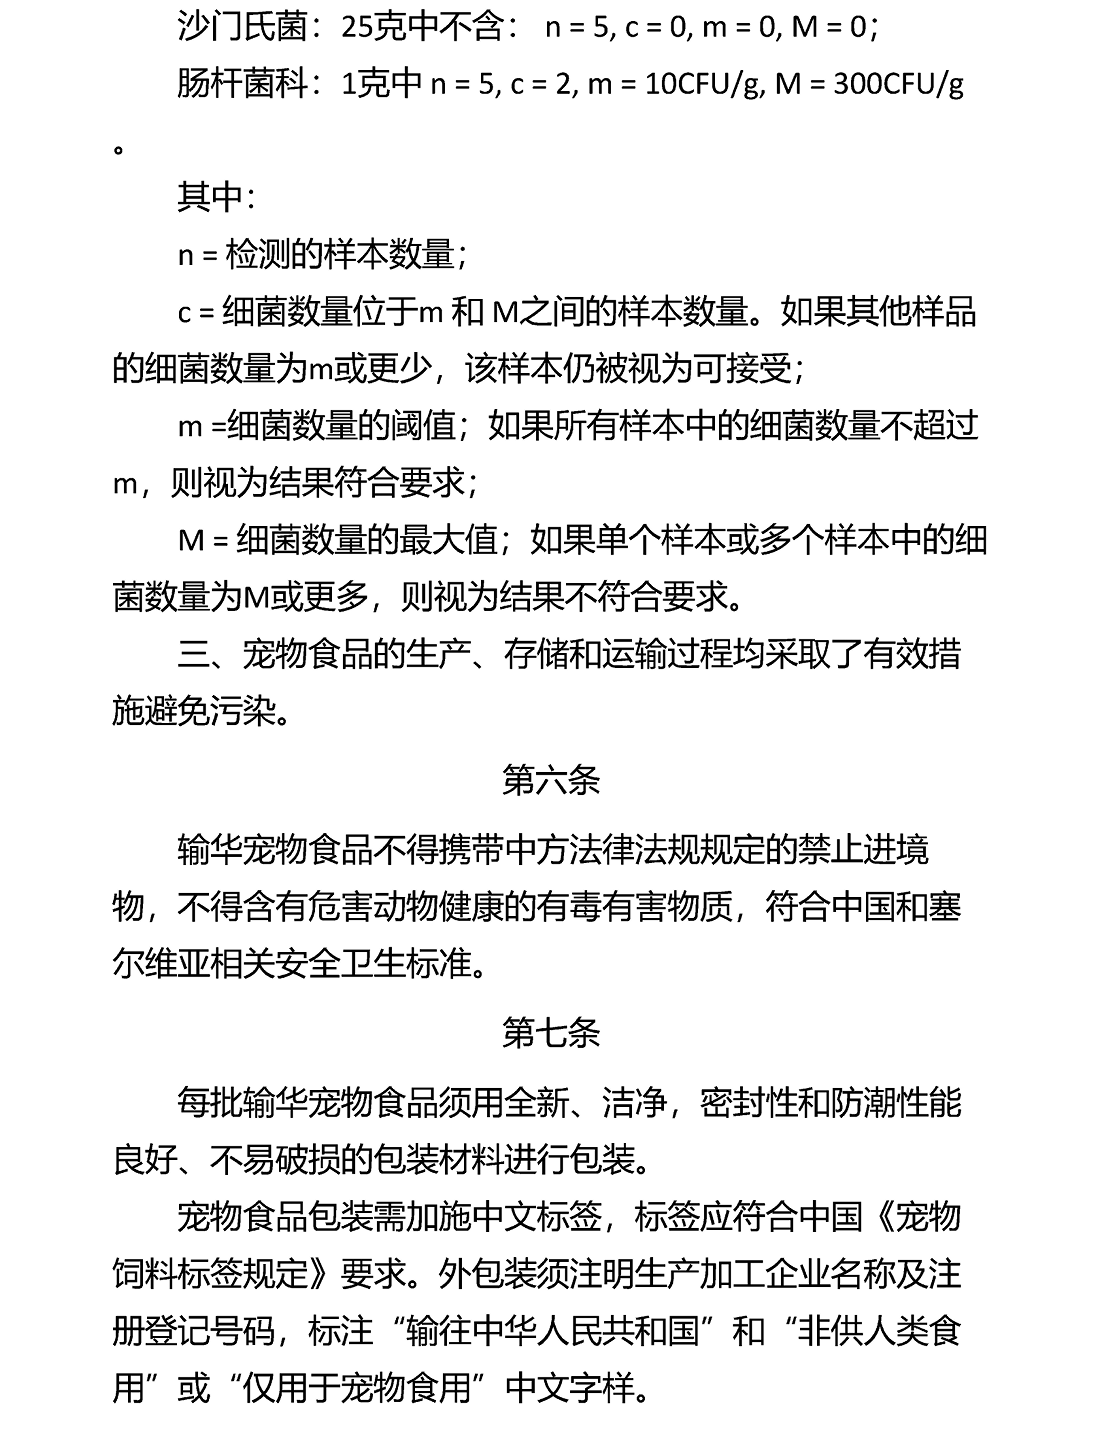 沙门氏菌：25克中不含： n = 5, c = 0, m = 0, M = 0；
肠杆菌科：1克中 n = 5, c = 2, m = 10CFU/g, M = 300CFU/g
。
其中：
n = 检测的样本数量；
c = 细菌数量位于m 和 M之间的样本数量。如果其他样品
的细菌数量为m或更少，该样本仍被视为可接受；
m =细菌数量的阈值；如果所有样本中的细菌数量不超过
m，则视为结果符合要求；
M = 细菌数量的最大值；如果单个样本或多个样本中的细
菌数量为M或更多，则视为结果不符合要求。
三、宠物食品的生产、存储和运输过程均采取了有效措
施避免污染。
第六条
输华宠物食品不得携带中方法律法规规定的禁止进境
物，不得含有危害动物健康的有毒有害物质，符合中国和塞
尔维亚相关安全卫生标准。
第七条
每批输华宠物食品须用全新、洁净，密封性和防潮性能
良好、不易破损的包装材料进行包装。
宠物食品包装需加施中文标签，标签应符合中国《宠物
饲料标签规定》要求。外包装须注明生产加工企业名称及注
册登记号码，标注“输往中华人民共和国”和“非供人类食
用”或“仅用于宠物食用”中文字样。